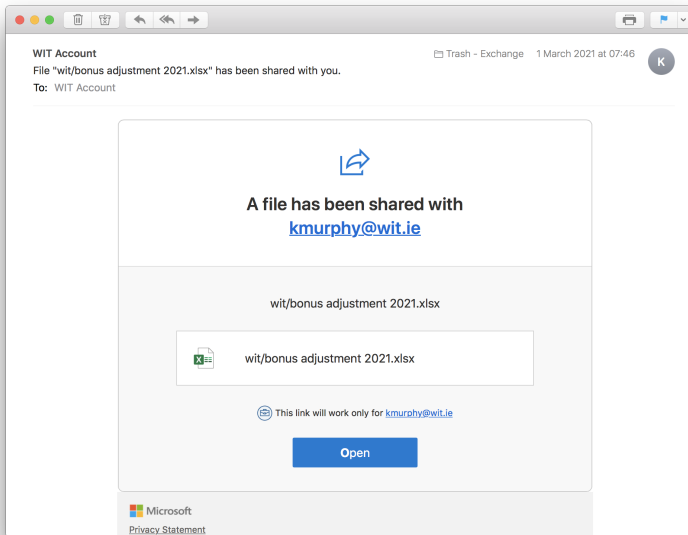 WIT Account
Trash - Exchange 1 March 2021 at 07:46
K
File "wit/bonus adjustment 2021.xlsx" has been shared with you.
To: WIT Account
A file has been shared with
kmurphy@wit.ie
wit/bonus adjustment 2021.xlsx
X
wit/bonus adjustment 2021.xlsx
This link will work only for kmurphy@wit.ie
Open
Microsoft
Privacy Statement